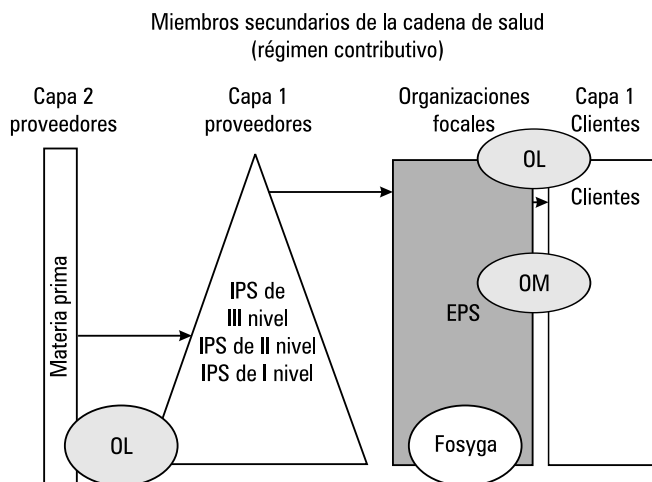 Miembros secundarios de la cadena de salud
(régimen contributivo)
Capa 2
proveedores
Capa 1
proveedores
Organizaciones
focales
Capa 1
Clientes
Materia prima
OL
IPS de
III nivel
IPS de II nivel
IPS de I nivel
OL
Clientes
OM
EPS
Fosyga